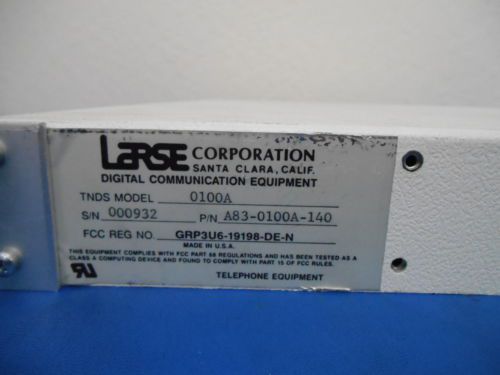 LARSE CORPORATION
SANTA CLARA, CALIF.
DIGITAL COMMUNICATION EQUIPMENT
TNDS MODEL 0100A
S/N 000932 P/N A83-0100A-140
FCC REG NO. GRP3U6-19198-DE-N
MADE IN U.S.A.
THIS EQUIPMENT COMPLIES WITH FCC PART 68 REGULATIONS AND HAS BEEN TESTED AS A
CLASS A COMPUTING DEVICE AND FOUND TO COMPLY WITH PART 15 OF FCC RULES.
TELEPHONE EQUIPMENT